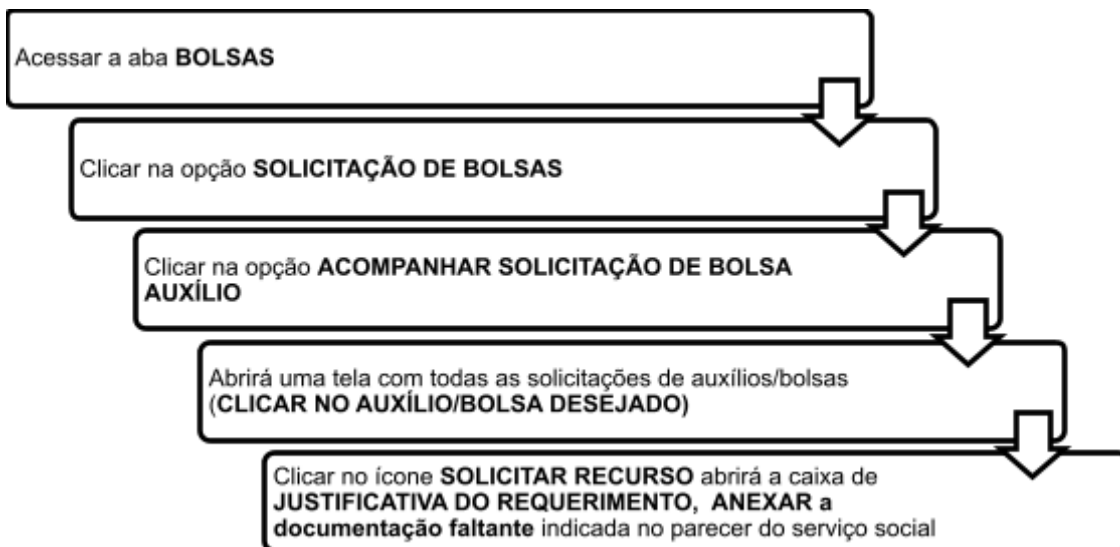 Acessar a aba BOLSAS
Clicar na opção SOLICITAÇÃO DE BOLSAS
Clicar na opção ACOMPANHAR SOLICITAÇÃO DE BOLSA
AUXÍLIO
Abrirá uma tela com todas as solicitações de auxílios/bolsas
(CLICAR NO AUXÍLIO/BOLSA DESEJADO)
Clicar no ícone SOLICITAR RECURSO abrirá a caixa de
JUSTIFICATIVA DO REQUERIMENTO, ANEXAR a
documentação faltante indicada no parecer do serviço social